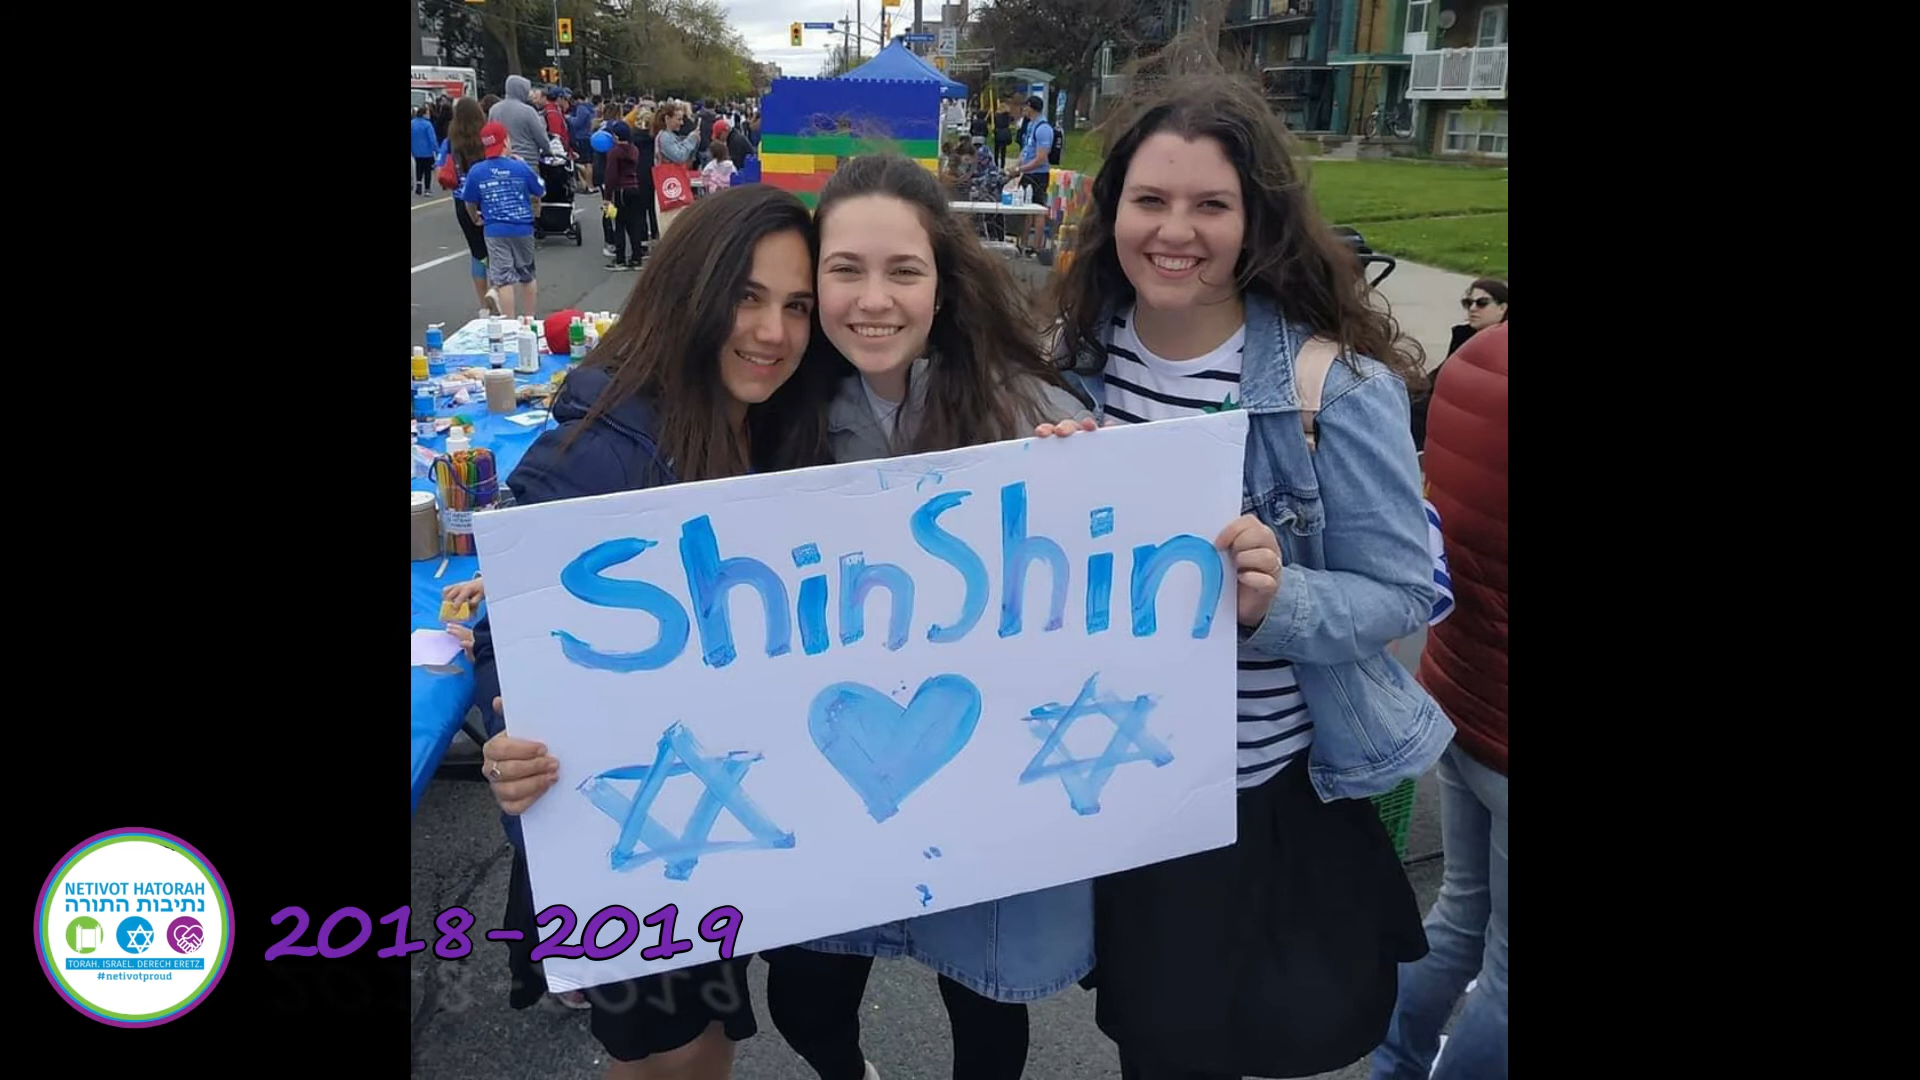 ShinShin
NETIVOT HATORAH
נתיבות התורה
TORAH. ISRAEL. DERECH ERETZ.
#netivotproud
2018-2019